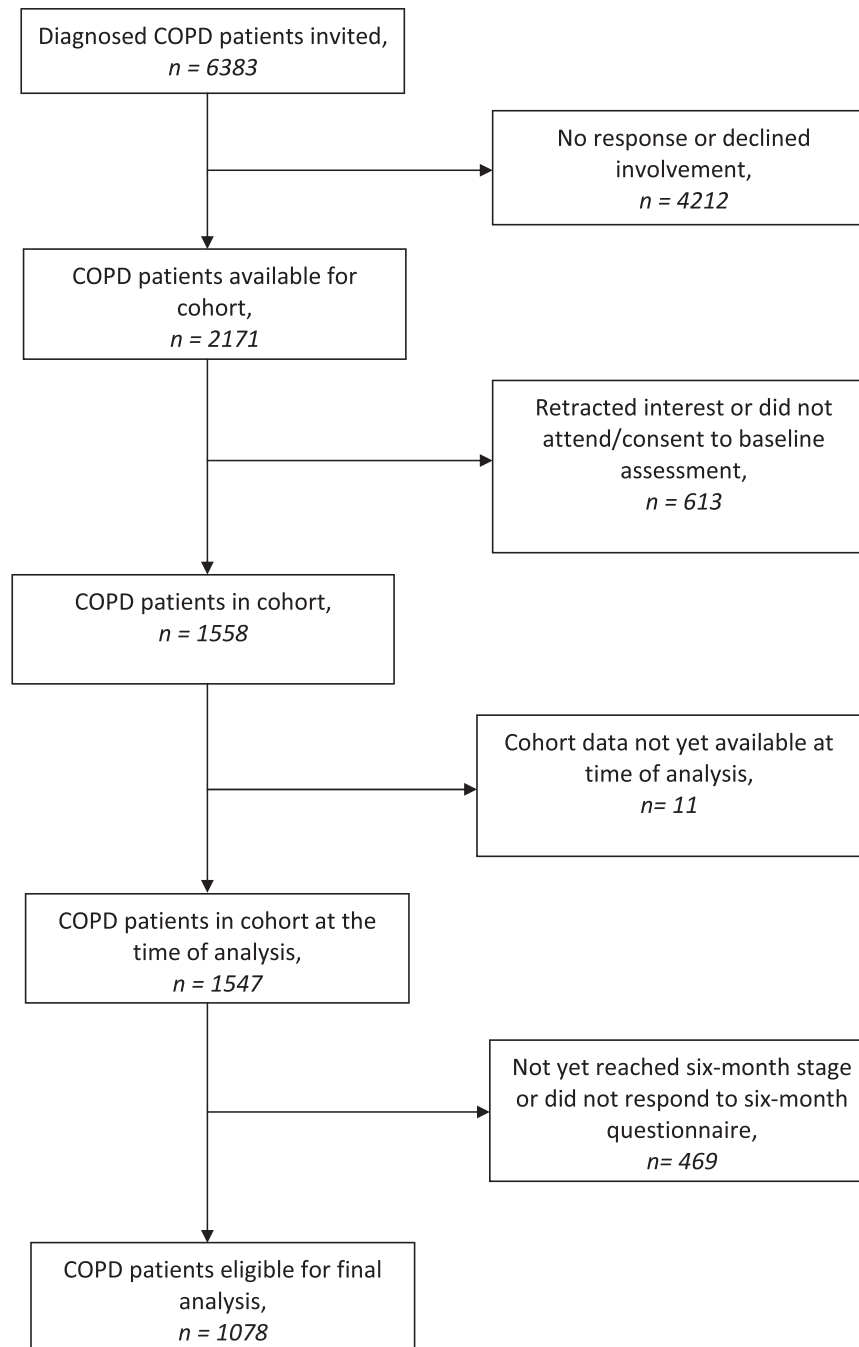 Diagnosed COPD patients invited,
n = 6383
No response or declined
involvement,
n = 4212
COPD patients available for
cohort,
n = 2171
Retracted interest or did not
attend/consent to baseline
assessment,
n = 613
COPD patients in cohort,
n = 1558
Cohort data not yet available at
time of analysis,
n= 11
COPD patients in cohort at the
time of analysis,
n = 1547
Not yet reached six-month stage
or did not respond to six-month
questionnaire,
n= 469
COPD patients eligible for final
analysis,
n = 1078